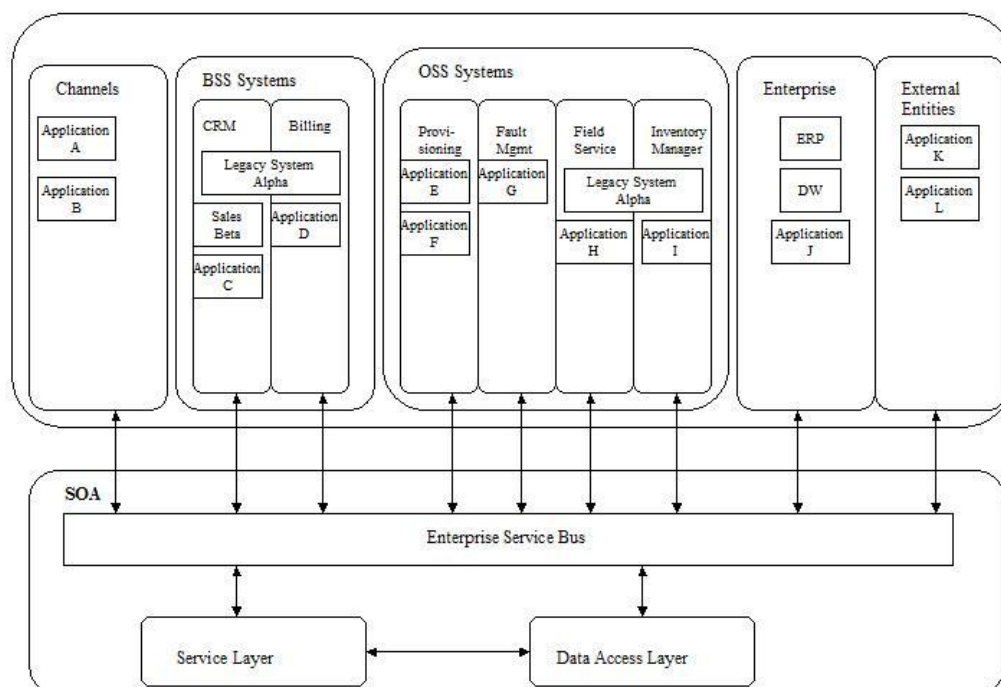 Channels
Application
A
Application
B
BSS Systems
CRM
Billing
Legacy System
Alpha
Sales
Beta
Application
C
Application
D
OSS Systems
Provi-
sioning
Application
E
Application
F
Fault
Mgmt
Application
G
Field
Service
Inventory
Manager
Legacy System
Alpha
Application
H
Application
I
Enterprise
ERP
DW
Application
J
External
Entities
Application
K
Application
L
SOA
Enterprise Service Bus
Service Layer
Data Access Layer